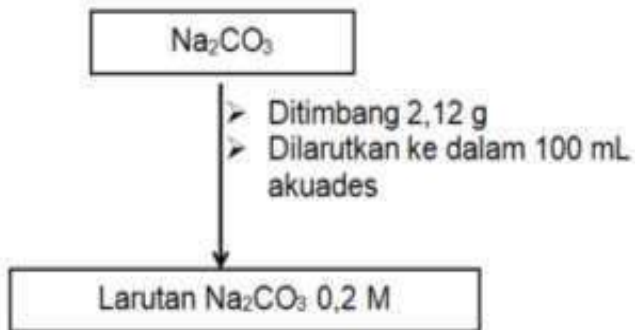 Na₂CO₃
➢ Ditimbang 2,12 g
➢ Dilarutkan ke dalam 100 mL
akuades
Larutan Na₂CO₃ 0,2 M